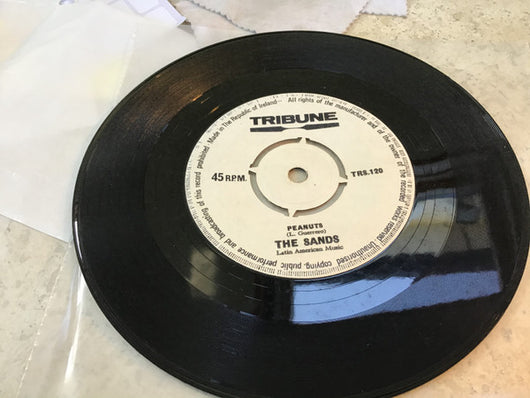 Made in The Republic of Ireland — All rights of the manufacturer and of the owner of the recorded works reserved. Unauthorised copying, public performance and broadcasting of this record prohibited.
TRIBUNE
45 R.P.M.
TRS.120
PEANUTS
(L. Guerrero)
THE SANDS
Latin American Music